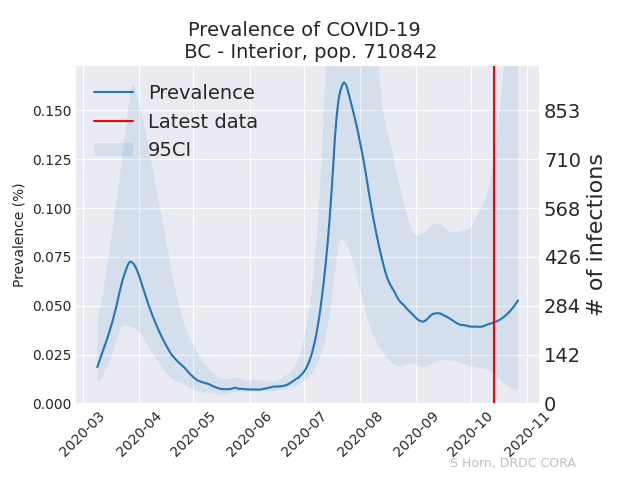 Prevalence of COVID-19
BC - Interior, pop. 710842
Prevalence
Latest data
95CI
Prevalence (%)
0.150
0.125
0.100
0.075
0.050
0.025
0.000
853
710
568
426
284
142
0
# of Infections
2020-03
2020-04
2020-05
2020-06
2020-07
2020-08
2020-09
2020-10
2020-11
S Horn, DRDC CORA